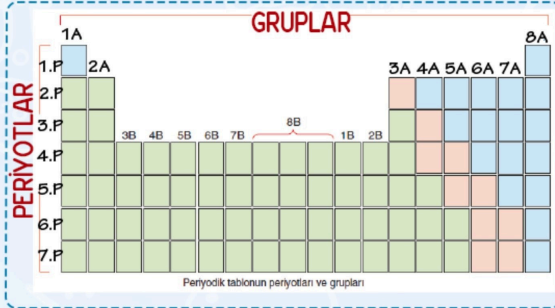 GRUPLAR
1A 8A
2A 3A 4A 5A 6A 7A
PERİYOTLAR
1.P
2.P
3.P
3B 4B 5B 6B 7B 8B 1B 2B
4.P
5.P
6.P
7.P
Periyodik tablonun periyotları ve grupları